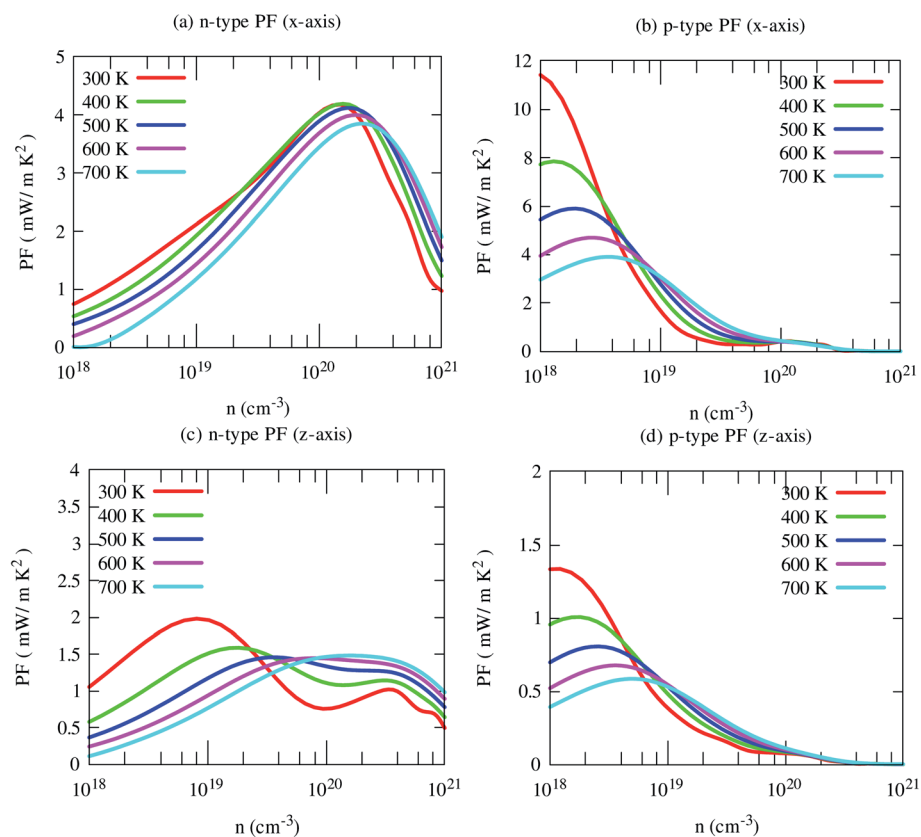 (a) n-type PF (x-axis)
5
4
3
2
1
0
PF ( mW/ m K²)
300 K
400 K
500 K
600 K
700 K
10¹⁸
10¹⁹
10²⁰
10²¹
n (cm⁻³)
(b) p-type PF (x-axis)
12
10
8
6
4
2
0
PF ( mW/ m K²)
300 K
400 K
500 K
600 K
700 K
10¹⁸
10¹⁹
10²⁰
10²¹
n (cm⁻³)
(c) n-type PF (z-axis)
4
3.5
3
2.5
2
1.5
1
0.5
0
PF ( mW/ m K²)
300 K
400 K
500 K
600 K
700 K
10¹⁸
10¹⁹
10²⁰
10²¹
n (cm⁻³)
(d) p-type PF (z-axis)
2
1.5
1
0.5
0
PF ( mW/ m K²)
300 K
400 K
500 K
600 K
700 K
10¹⁸
10¹⁹
10²⁰
10²¹
n (cm⁻³)